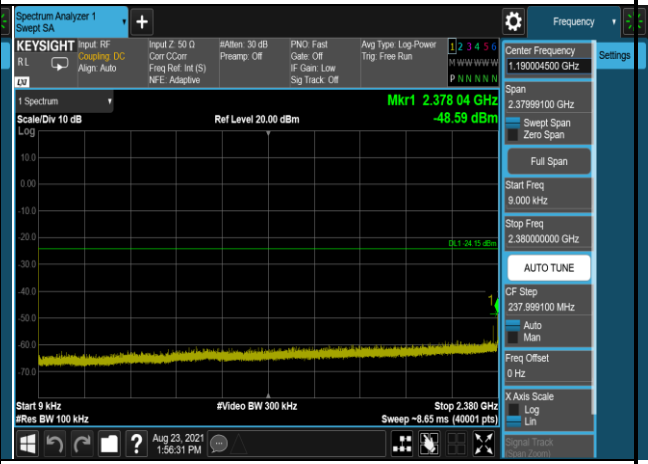 Spectrum Analyzer 1
Swept SA
Frequency
Settings
KEYSIGHT
RL
LXI
Input: RF
Coupling: DC
Align: Auto
Input Z: 50 Ω
Corr CCorr
Freq Ref: Int (S)
NFE: Adaptive
#Atten: 30 dB
Preamp: Off
PNO: Fast
Gate: Off
IF Gain: Low
Sig Track: Off
Avg Type: Log-Power
Trig: Free Run
1 2 3 4 5 6
M W W W W W
P N N N N N
1 Spectrum
Scale/Div 10 dB
Ref Level 20.00 dBm
Mkr1 2.378 04 GHz
-48.59 dBm
Log
10.0
0.00
-10.0
-20.0
-30.0
-40.0
-50.0
-60.0
-70.0
DL1 -24.15 dBm
1
Start 9 kHz
#Res BW 100 kHz
#Video BW 300 kHz
Stop 2.380 GHz
Sweep ~8.65 ms (40001 pts)
Center Frequency
1.190004500 GHz
Span
2.37999100 GHz
Swept Span
Zero Span
Full Span
Start Freq
9.000 kHz
Stop Freq
2.380000000 GHz
AUTO TUNE
CF Step
237.999100 MHz
Auto
Man
Freq Offset
0 Hz
X Axis Scale
Log
Lin
Signal Track
(Span Zoom)
?
Aug 23, 2021
1:56:31 PM